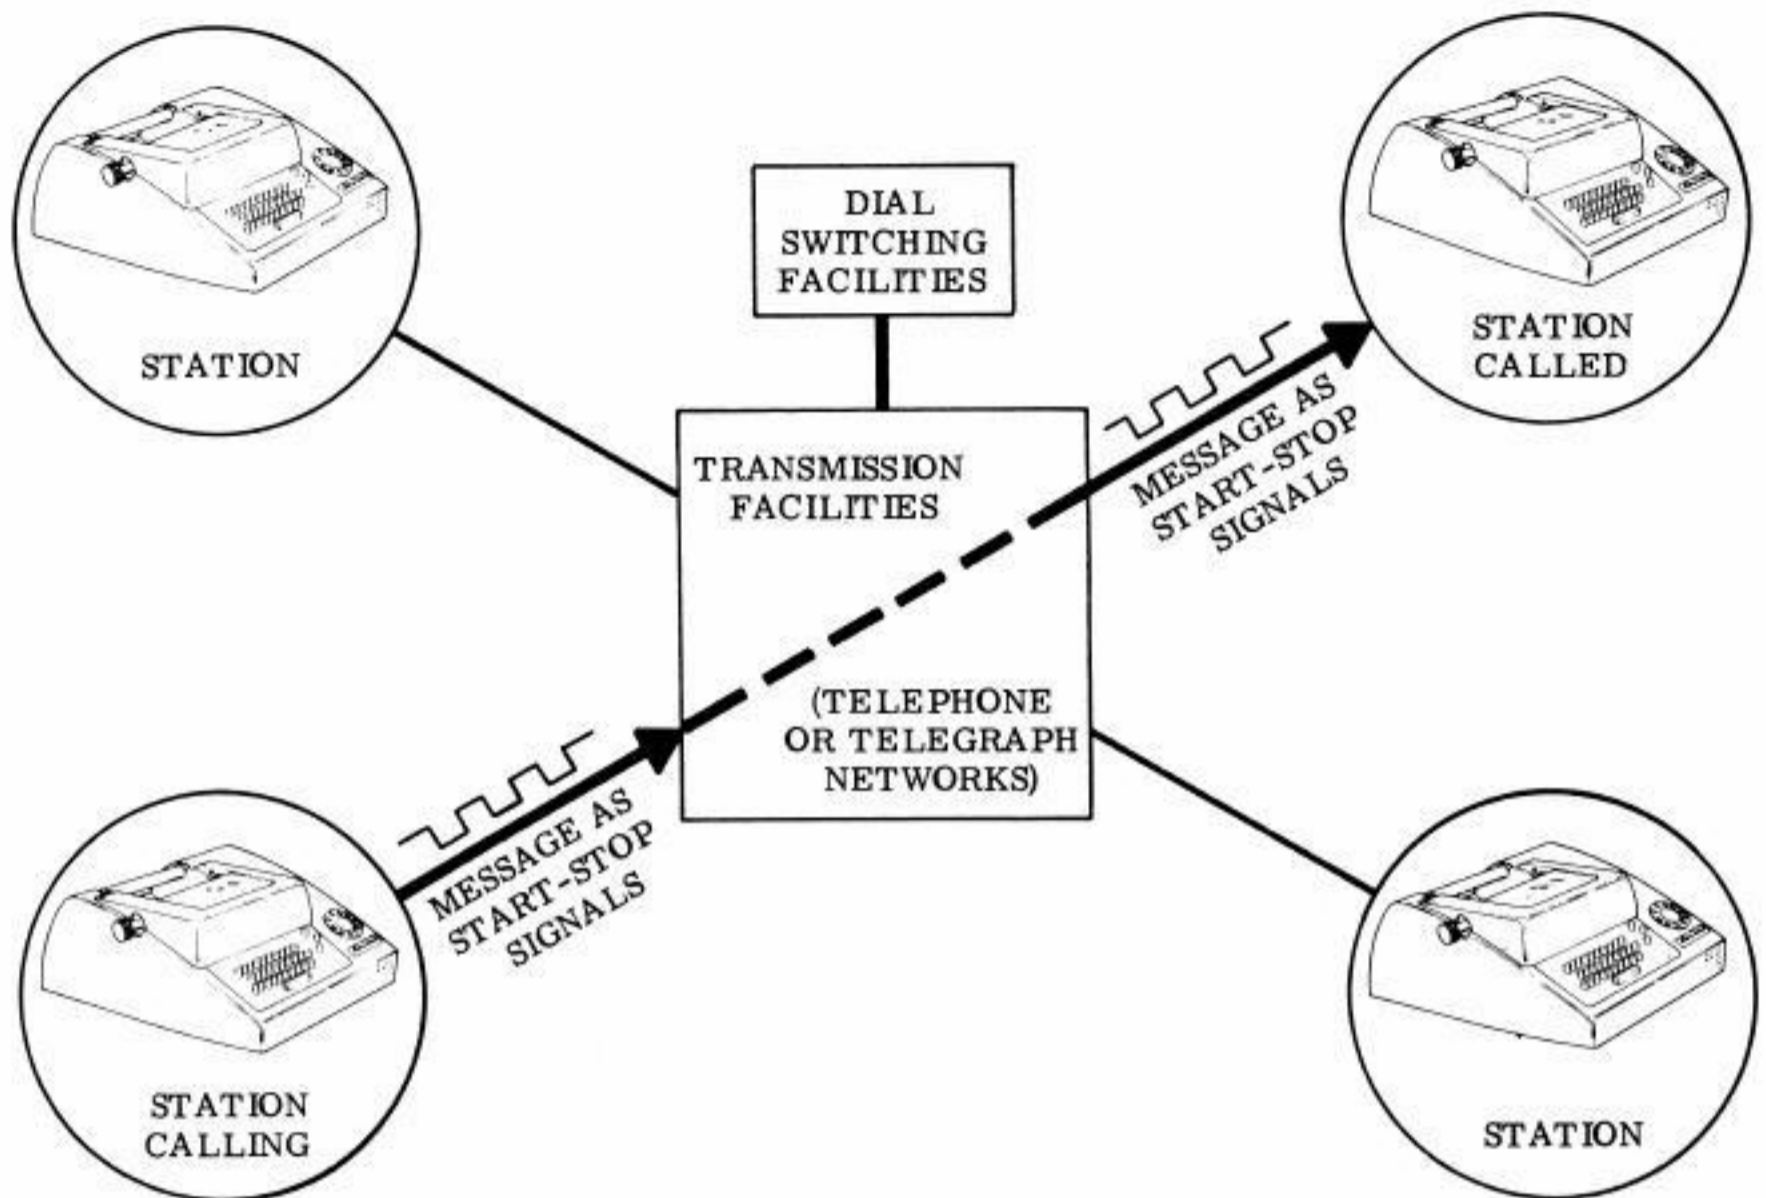 STATION
DIAL
SWITCHING
FACILITIES
STATION
CALLED
TRANSMISSION
FACILITIES
MESSAGE AS
START-STOP
SIGNALS
(TELEPHONE
OR TELEGRAPH
NETWORKS)
MESSAGE AS
START-STOP
SIGNALS
STATION
CALLING
STATION